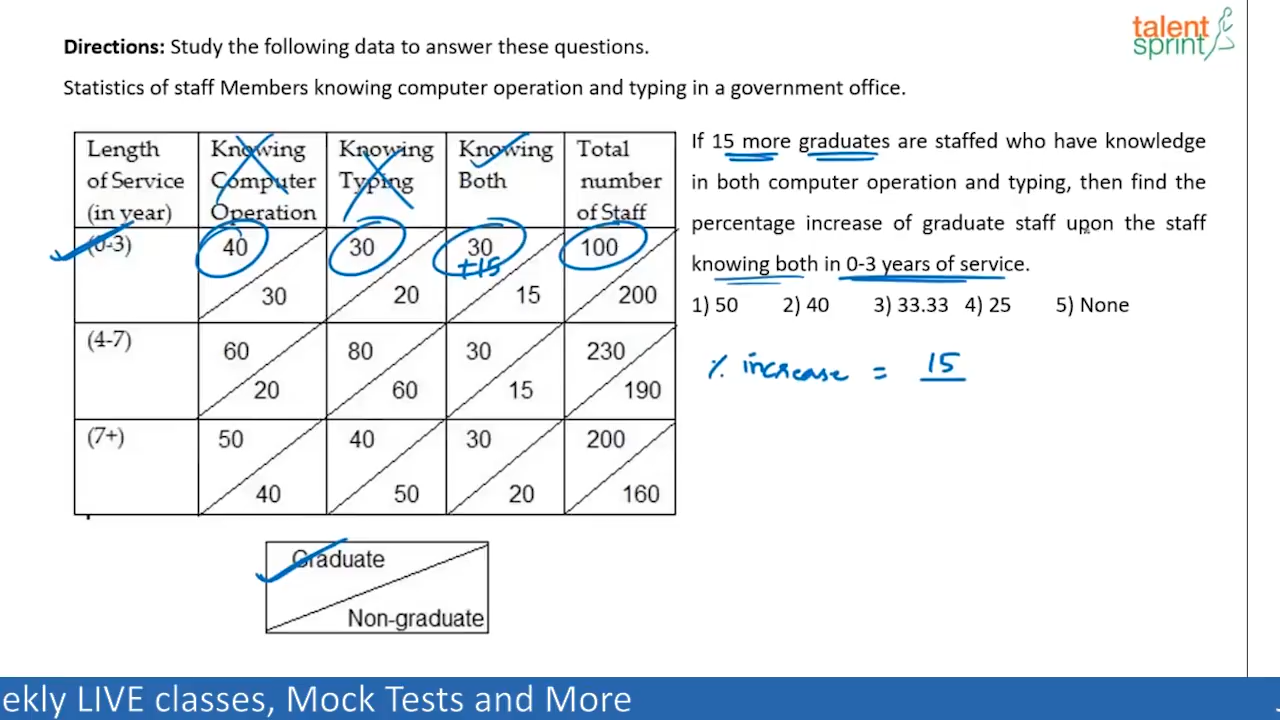 talent
sprint
Directions: Study the following data to answer these questions.
Statistics of staff Members knowing computer operation and typing in a government office.
Length of Service (in year) Knowing Computer Operation Knowing Typing Knowing Both Total number of Staff
(0-3) 40 30 30 100
+15
30 20 15 200
(4-7) 60 80 30 230
20 60 15 190
(7+) 50 40 30 200
40 50 20 160
Graduate
Non-graduate
If 15 more graduates are staffed who have knowledge
in both computer operation and typing, then find the
percentage increase of graduate staff upon the staff
knowing both in 0-3 years of service.
1) 50 2) 40 3) 33.33 4) 25 5) None
% increase = 15
ekly LIVE classes, Mock Tests and More